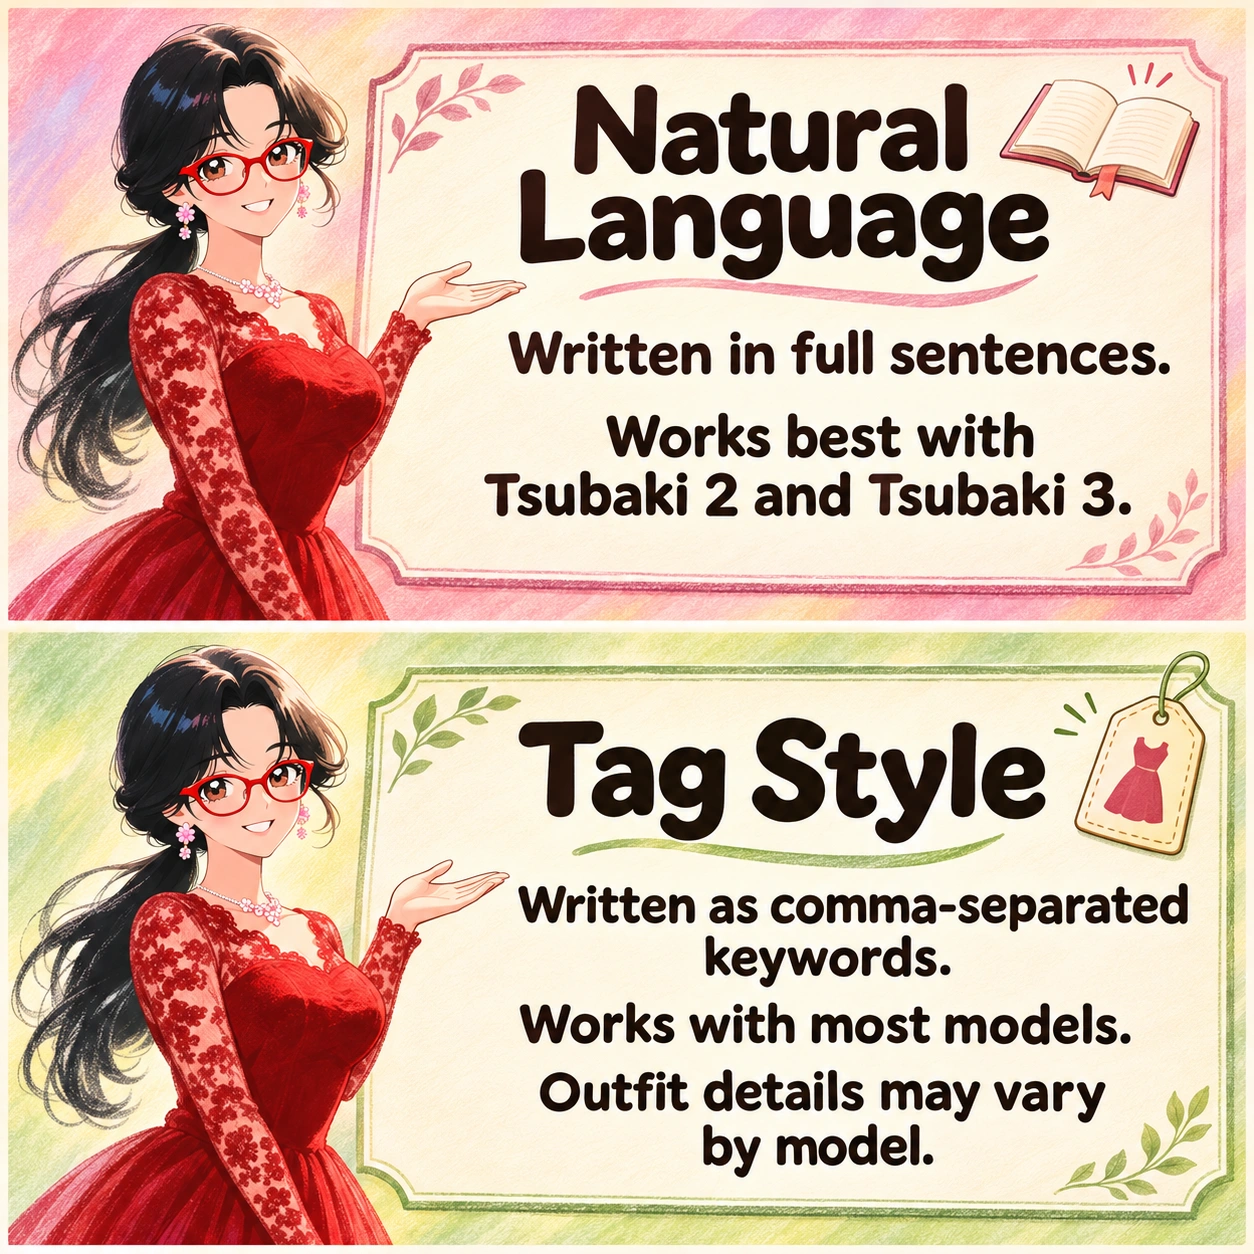 Natural
Language
Written in full sentences.
Works best with
Tsubaki 2 and Tsubaki 3.
Tag Style
Written as comma-separated
keywords.
Works with most models.
Outfit details may vary
by model.